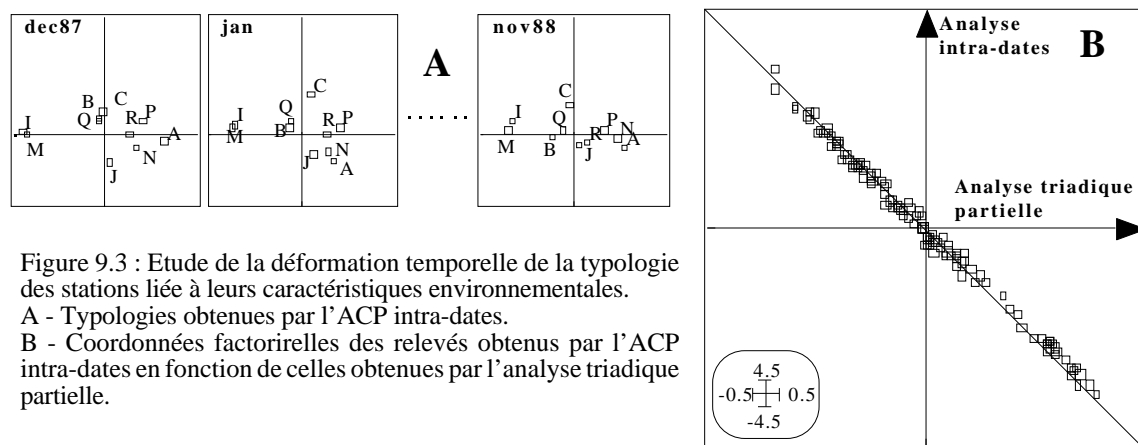 dec87
B C
Q R P
I A
M N
J
jan
C
I Q R P
M B
J N
A
A
. . . . . .
nov88
C
I Q P N
M R A
B J
Analyse
intra-dates
B
Analyse triadique
partielle
4.5
-0.5 0.5
-4.5
Figure 9.3 : Etude de la déformation temporelle de la typologie
des stations liée à leurs caractéristiques environnementales.
A - Typologies obtenues par l'ACP intra-dates.
B - Coordonnées factorirelles des relevés obtenus par l'ACP
intra-dates en fonction de celles obtenues par l'analyse triadique
partielle.